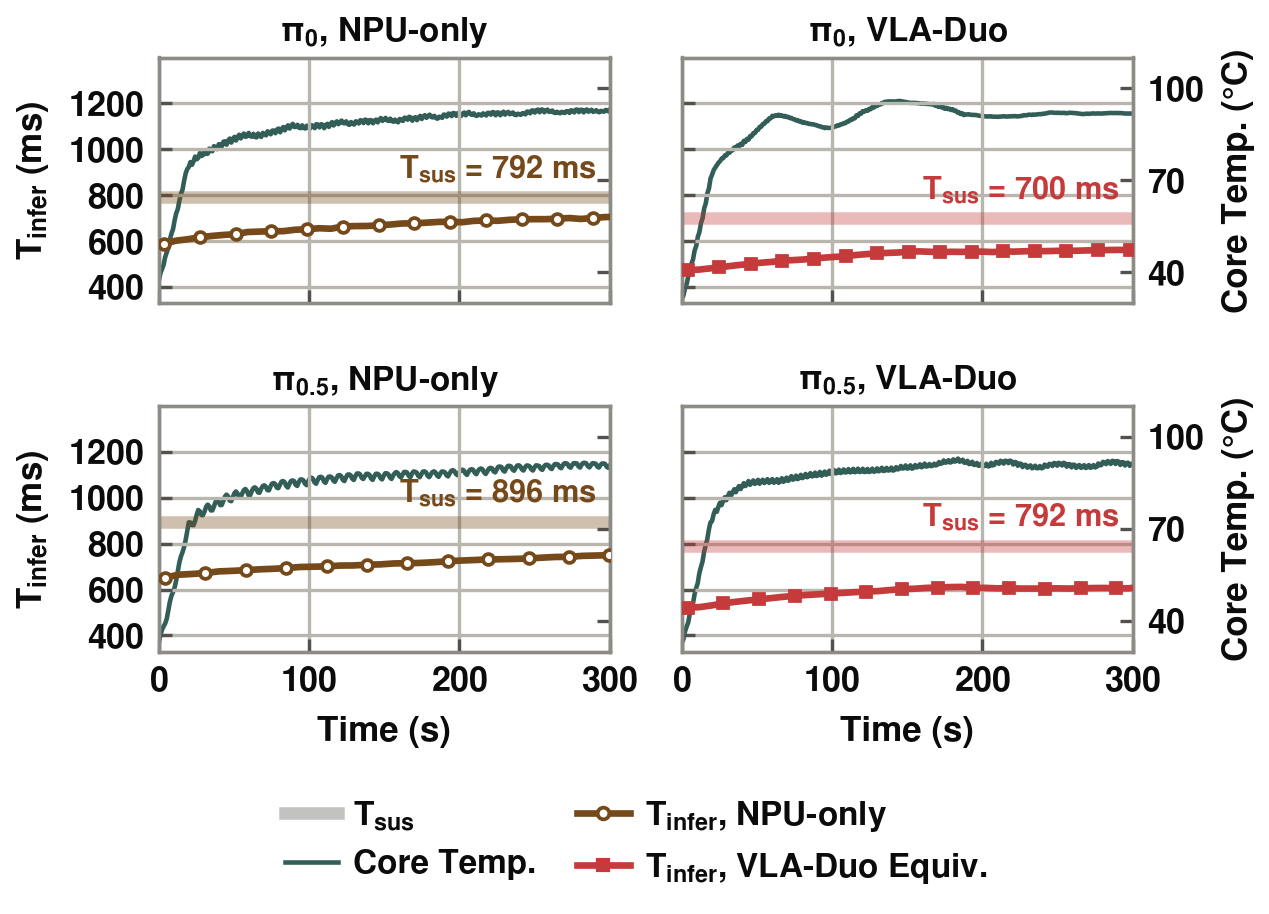 π0, NPU-only
π0, VLA-Duo
Tinfer (ms)
1200
1000
800
600
400
Tsus = 792 ms
Tsus = 700 ms
100
70
40
Core Temp. (°C)
π0.5, NPU-only
π0.5, VLA-Duo
Tinfer (ms)
1200
1000
800
600
400
Tsus = 896 ms
Tsus = 792 ms
100
70
40
Core Temp. (°C)
0 100 200 300
0 100 200 300
Time (s)
Time (s)
Tsus
Tinfer, NPU-only
Core Temp.
Tinfer, VLA-Duo Equiv.